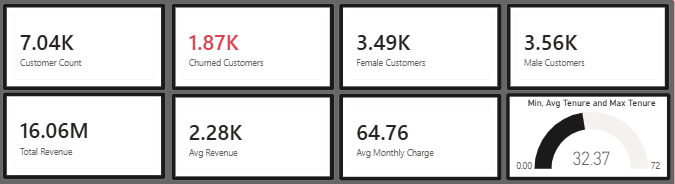 7.04K
Customer Count
1.87K
Churned Customers
3.49K
Female Customers
3.56K
Male Customers
16.06M
Total Revenue
2.28K
Avg Revenue
64.76
Avg Monthly Charge
Min, Avg Tenure and Max Tenure
0.00
32.37
72